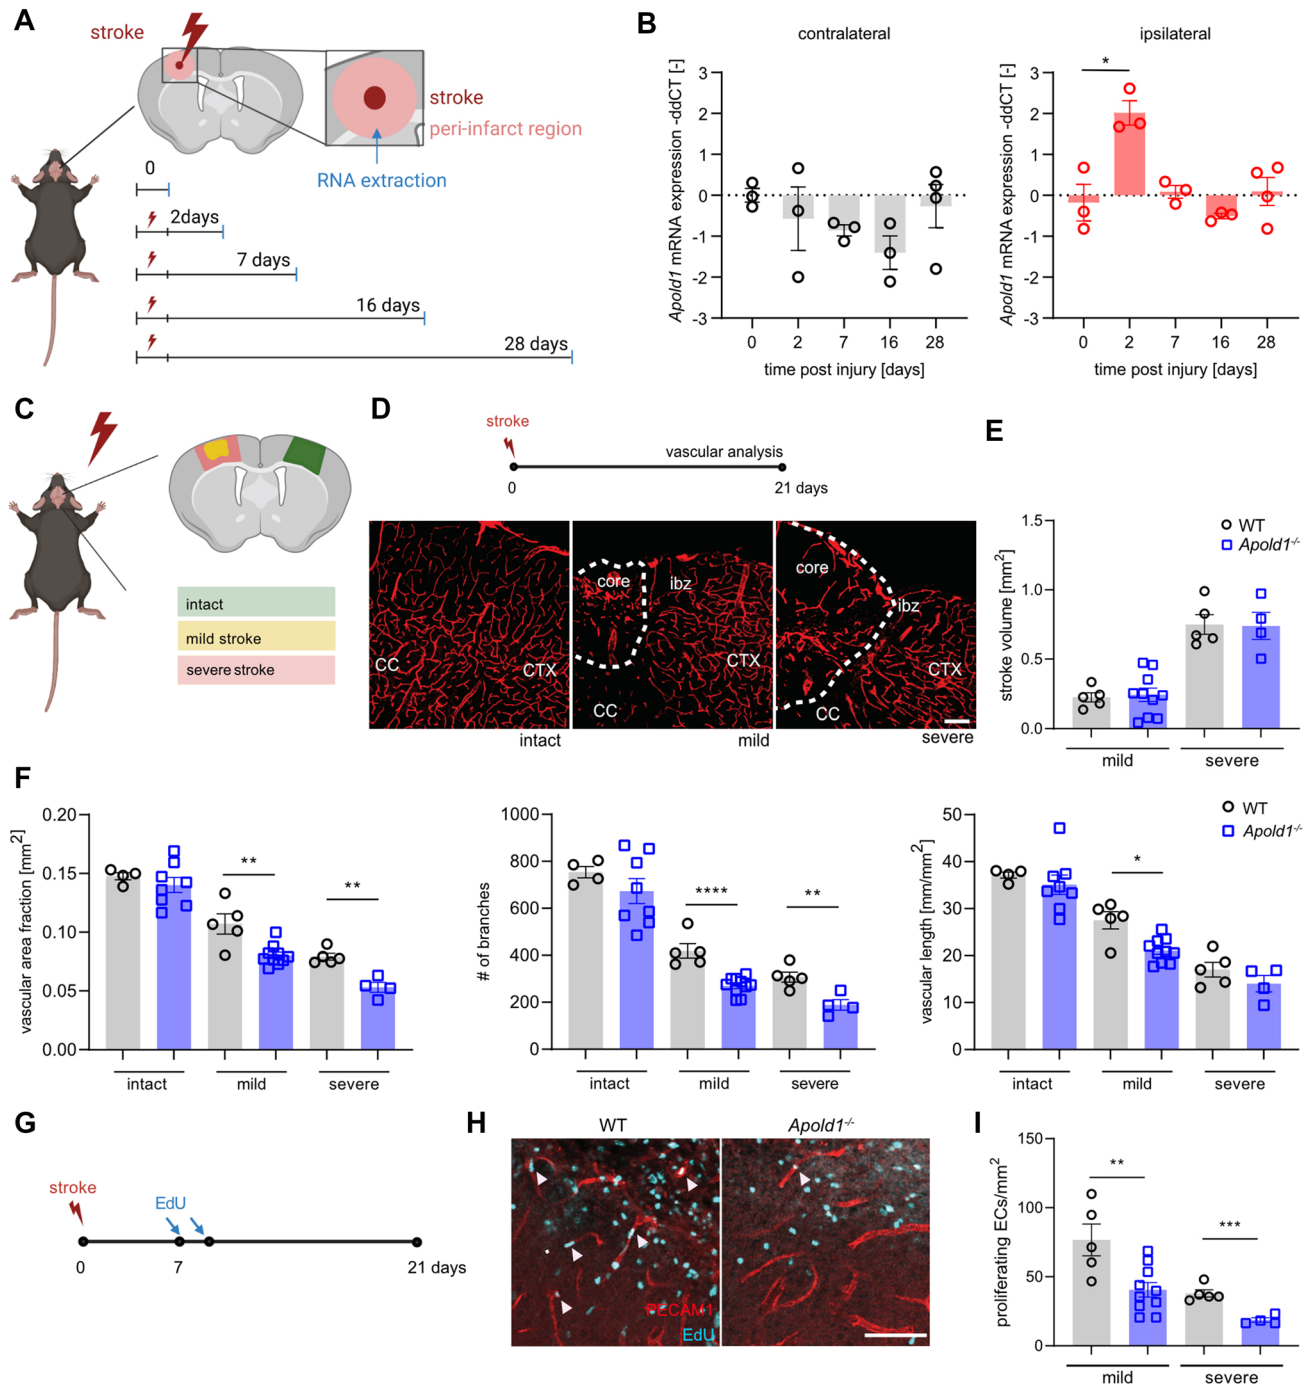 A
stroke
stroke
peri-infarct region
RNA extraction
0
2days
7 days
16 days
28 days
B
contralateral
ipsilateral
Apold1 mRNA expression -ddCT [-]
3
2
1
0
-1
-2
-3
0 2 7 16 28
time post injury [days]
Apold1 mRNA expression -ddCT [-]
3
2
1
0
-1
-2
-3
*
0 2 7 16 28
time post injury [days]
C
intact
mild stroke
severe stroke
D
stroke
vascular analysis
0
21 days
CC
CTX
intact
core
ibz
CTX
CC
mild
core
ibz
CTX
CC
severe
E
stroke volume [mm²]
1.5
1.0
0.5
0.0
WT
Apold1⁻/⁻
mild
severe
F
vascular area fraction [mm²]
0.20
0.15
0.10
0.05
0.00
**
**
intact
mild
severe
# of branches
1000
800
600
400
200
0
****
**
intact
mild
severe
vascular length [mm/mm²]
50
40
30
20
10
0
*
WT
Apold1⁻/⁻
intact
mild
severe
G
stroke
EdU
0
7
21 days
H
WT
Apold1⁻/⁻
PECAM1
EdU
I
proliferating ECs/mm²
150
100
50
0
**
***
mild
severe